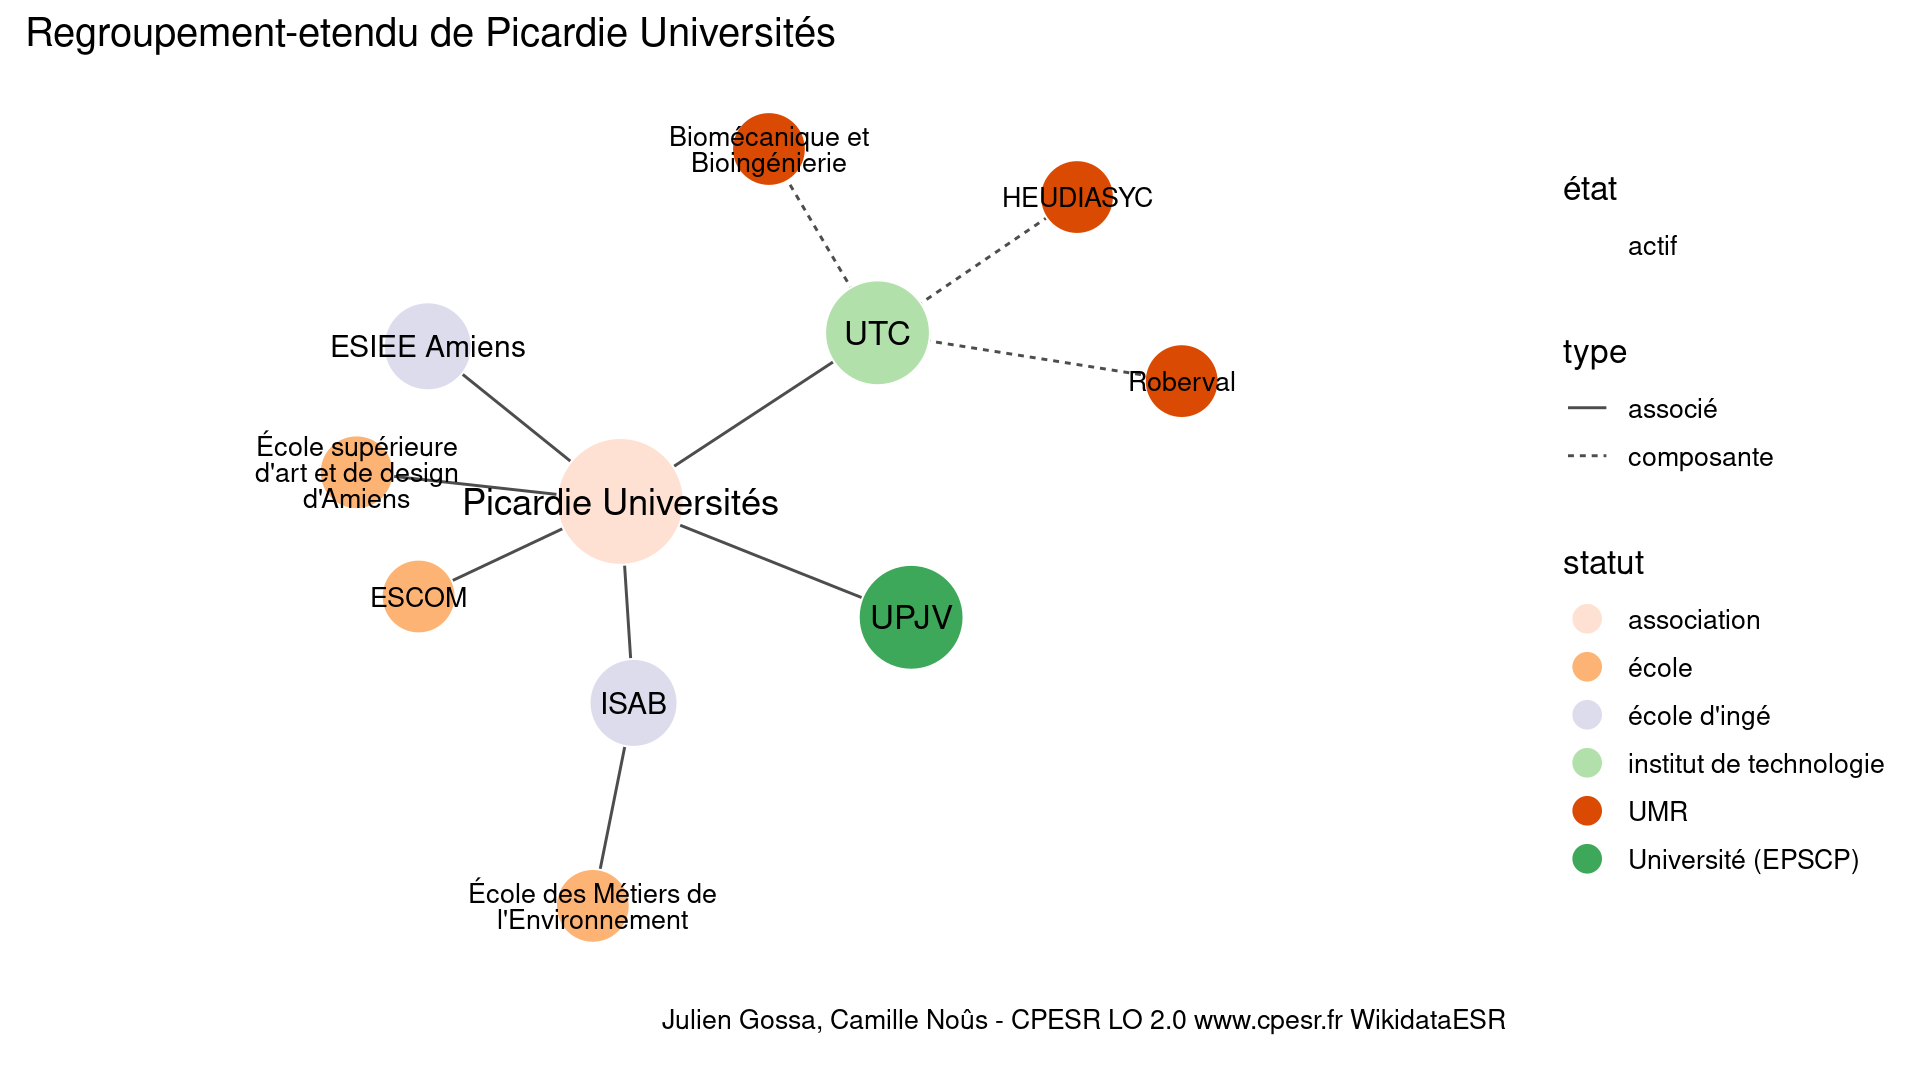 Regroupement-etendu de Picardie Universités
Biomécanique et
Bioingénierie
HEUDIASYC
UTC
ESIEE Amiens
Roberval
École supérieure
d'art et de design
d'Amiens
Picardie Universités
ESCOM
UPJV
ISAB
École des Métiers de
l'Environnement
état
actif
type
associé
composante
statut
association
école
école d'ingé
institut de technologie
UMR
Université (EPSCP)
Julien Gossa, Camille Noûs - CPESR LO 2.0 www.cpesr.fr WikidataESR